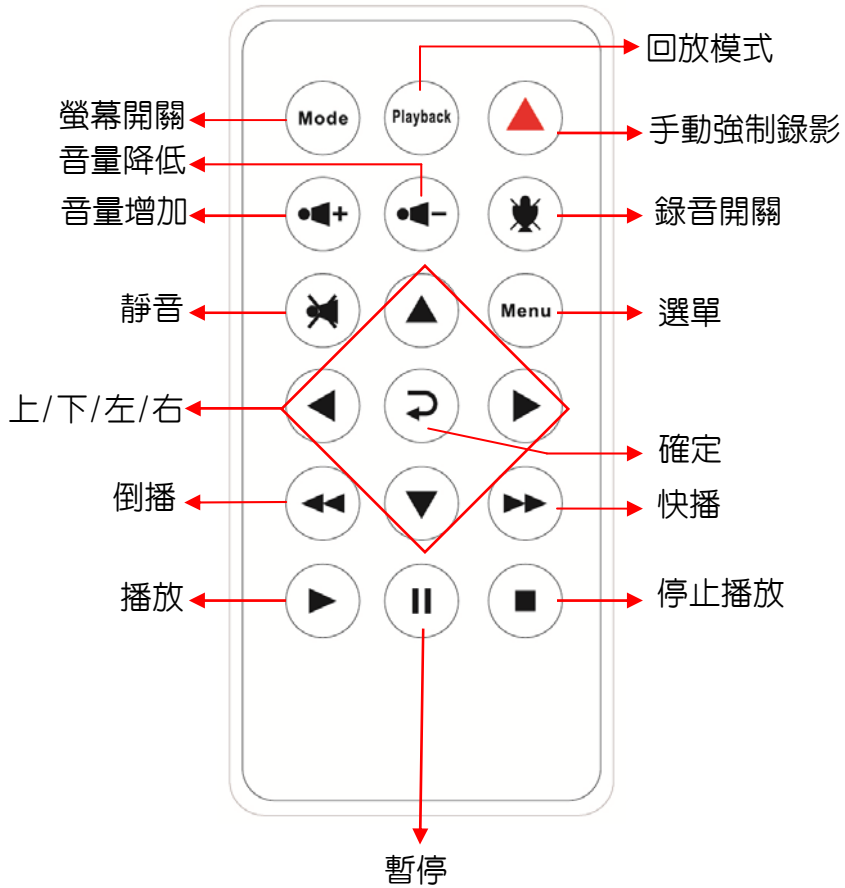 回放模式
螢幕開關
Mode
Playback
手動強制錄影
音量降低
音量增加
錄音開關
靜音
Menu
選單
上/下/左/右
確定
倒播
快播
播放
停止播放
暫停